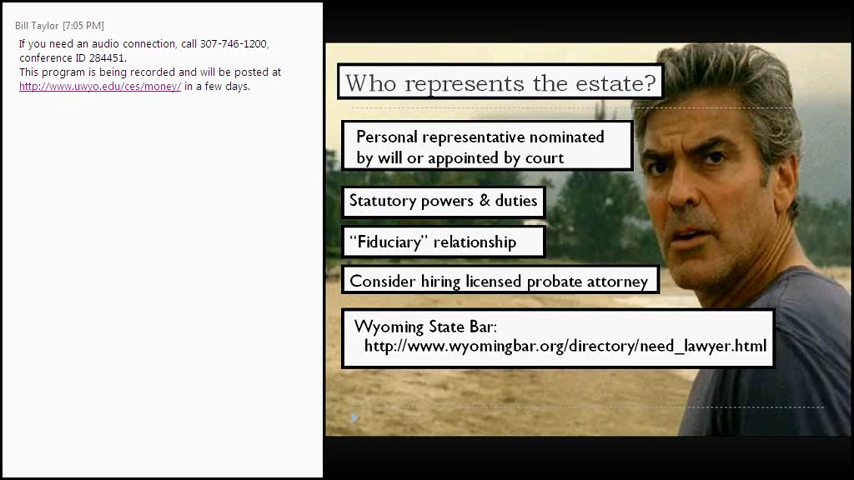 Bill Taylor [7:05 PM]
If you need an audio connection, call 307-746-1200,
conference ID 284451.
This program is being recorded and will be posted at
http://www.uwyo.edu/ces/money/ in a few days.
Who represents the estate?
Personal representative nominated
by will or appointed by court
Statutory powers & duties
“Fiduciary” relationship
Consider hiring licensed probate attorney
Wyoming State Bar:
http://www.wyomingbar.org/directory/need_lawyer.html